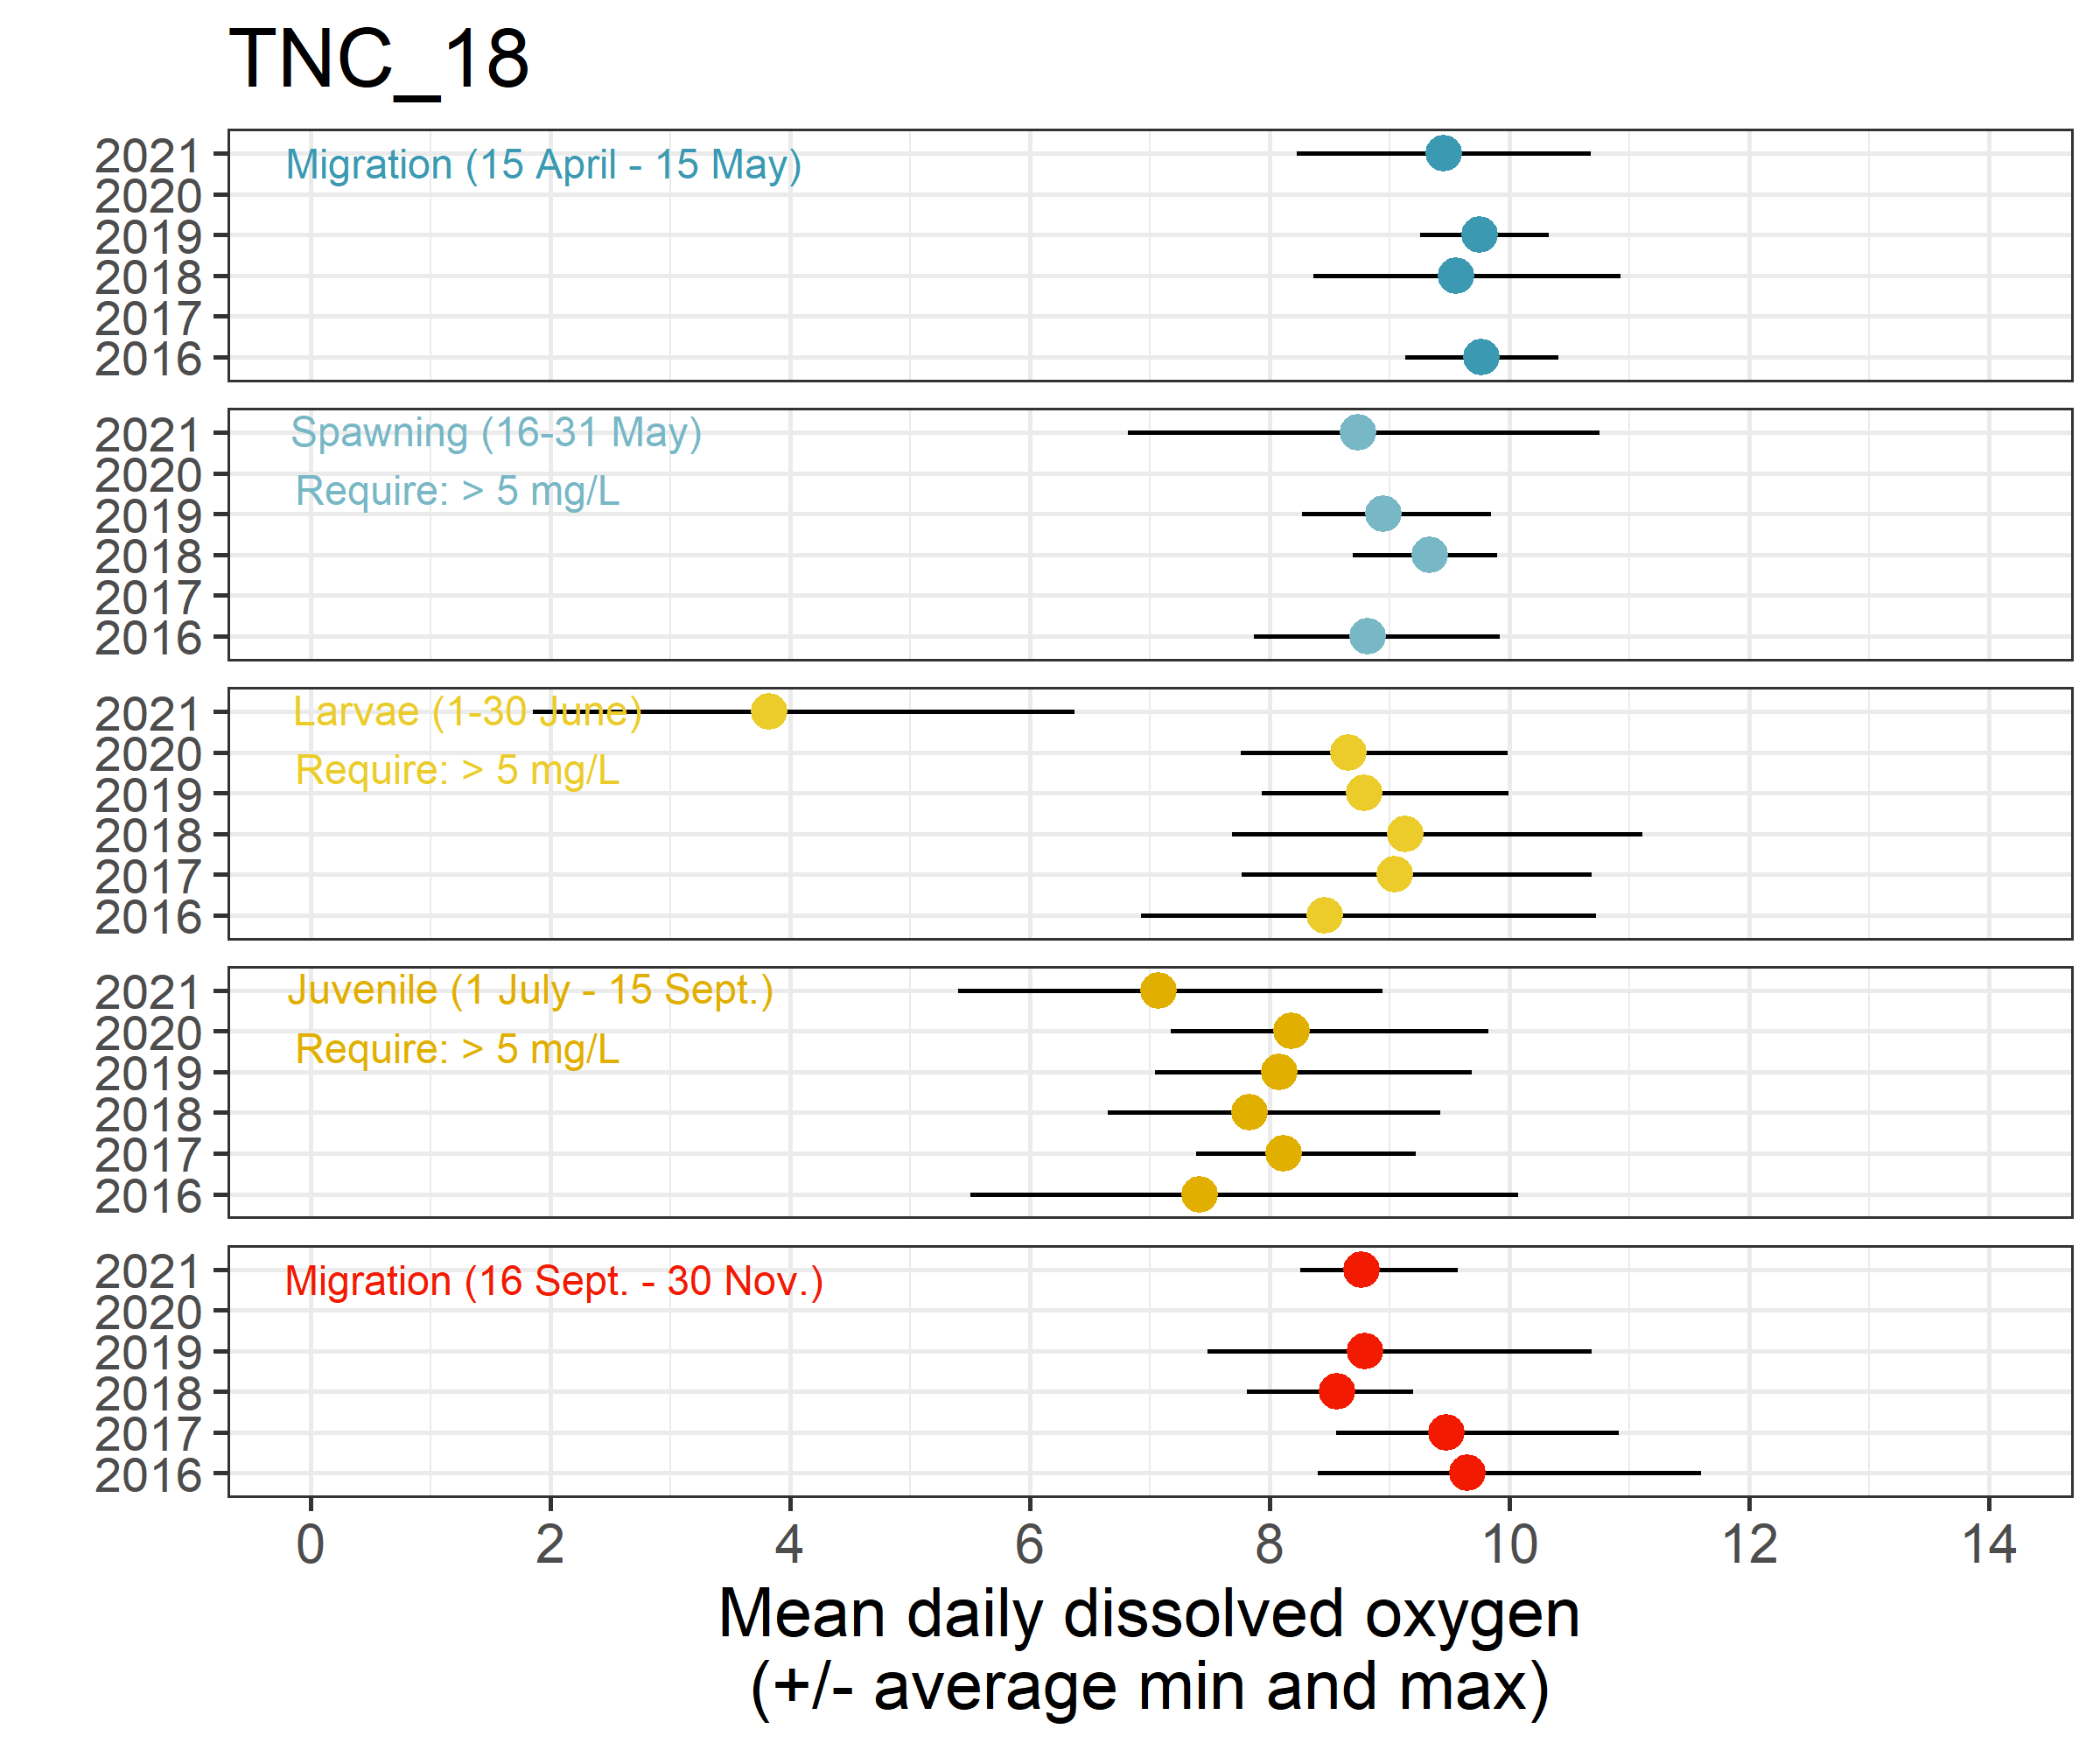 TNC_18
2021
Migration (15 April - 15 May)
2020
2019
2018
2017
2016
2021
Spawning (16-31 May)
2020
Require: > 5 mg/L
2019
2018
2017
2016
2021
Larvae (1-30 June)
2020
Require: > 5 mg/L
2019
2018
2017
2016
2021
Juvenile (1 July - 15 Sept.)
2020
Require: > 5 mg/L
2019
2018
2017
2016
2021
Migration (16 Sept. - 30 Nov.)
2020
2019
2018
2017
2016
0 2 4 6 8 10 12 14
Mean daily dissolved oxygen
(+/- average min and max)